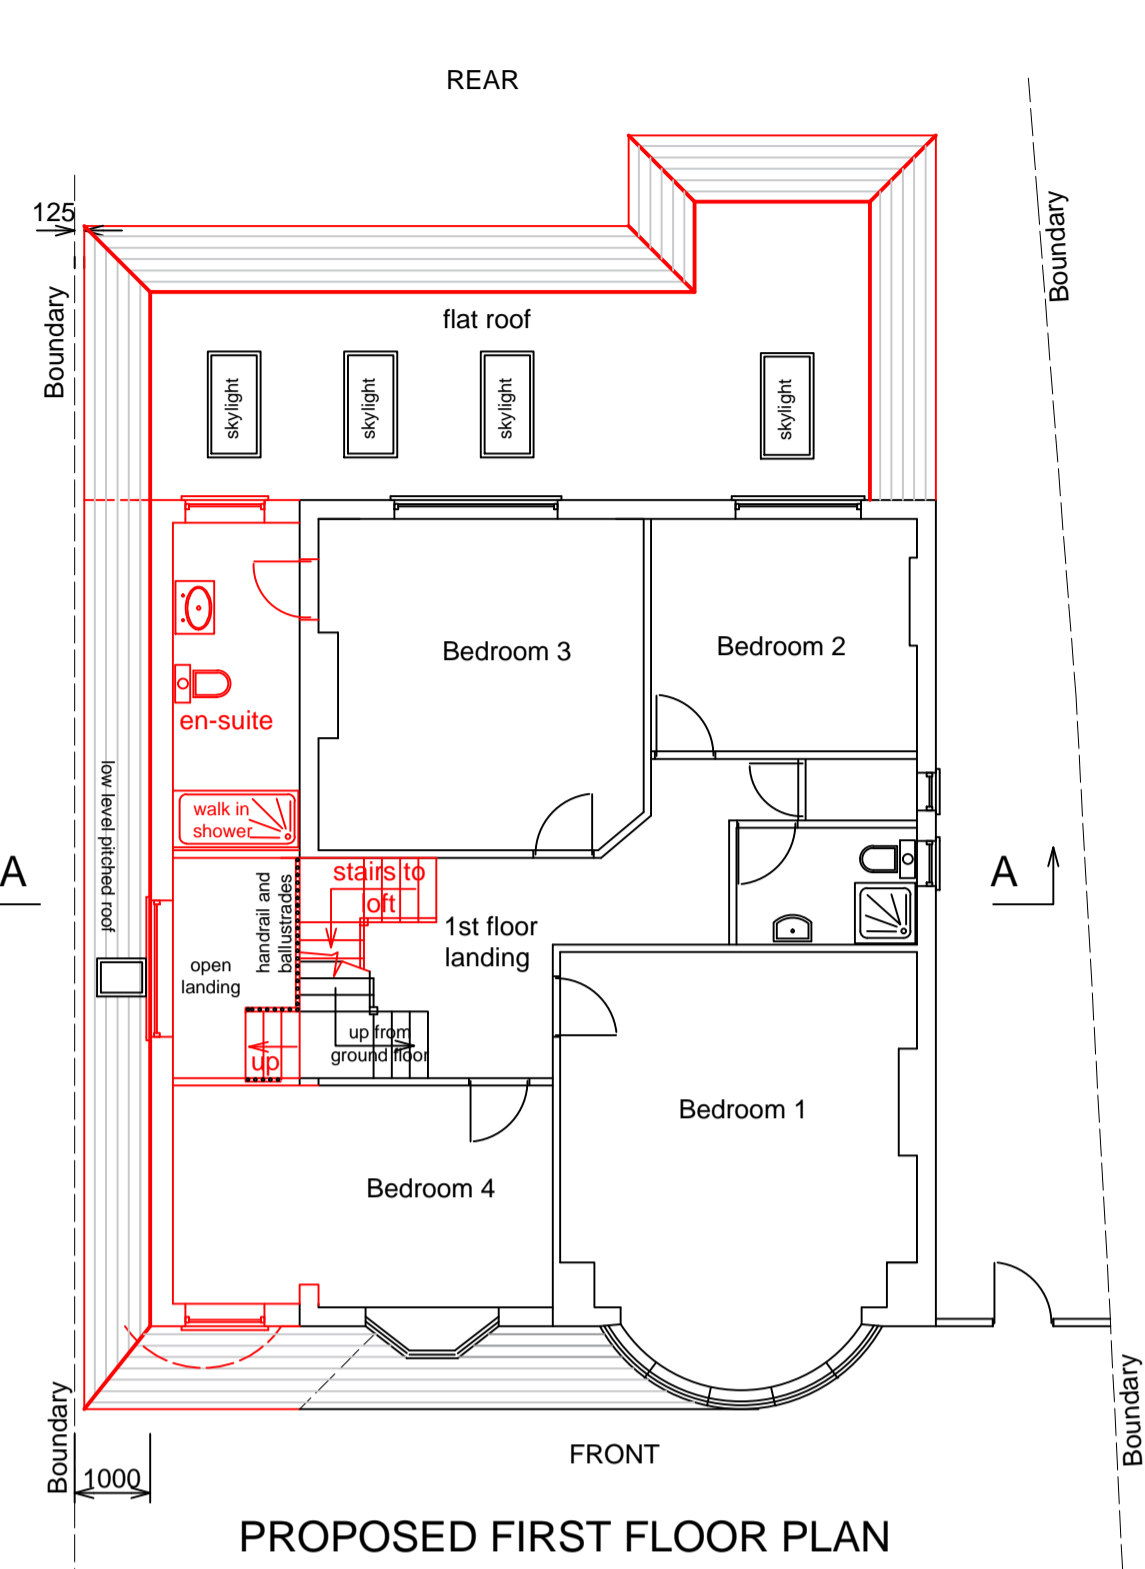 REAR
125
Boundary
Boundary
flat roof
skylight
skylight
skylight
skylight
Bedroom 3
Bedroom 2
en-suite
walk in
shower
low level pitched roof
A
stairs to
loft
handrail and
ballustrades
1st floor
landing
A
open
landing
up from
ground floor
up
Bedroom 1
Bedroom 4
Boundary
Boundary
1000
FRONT
PROPOSED FIRST FLOOR PLAN